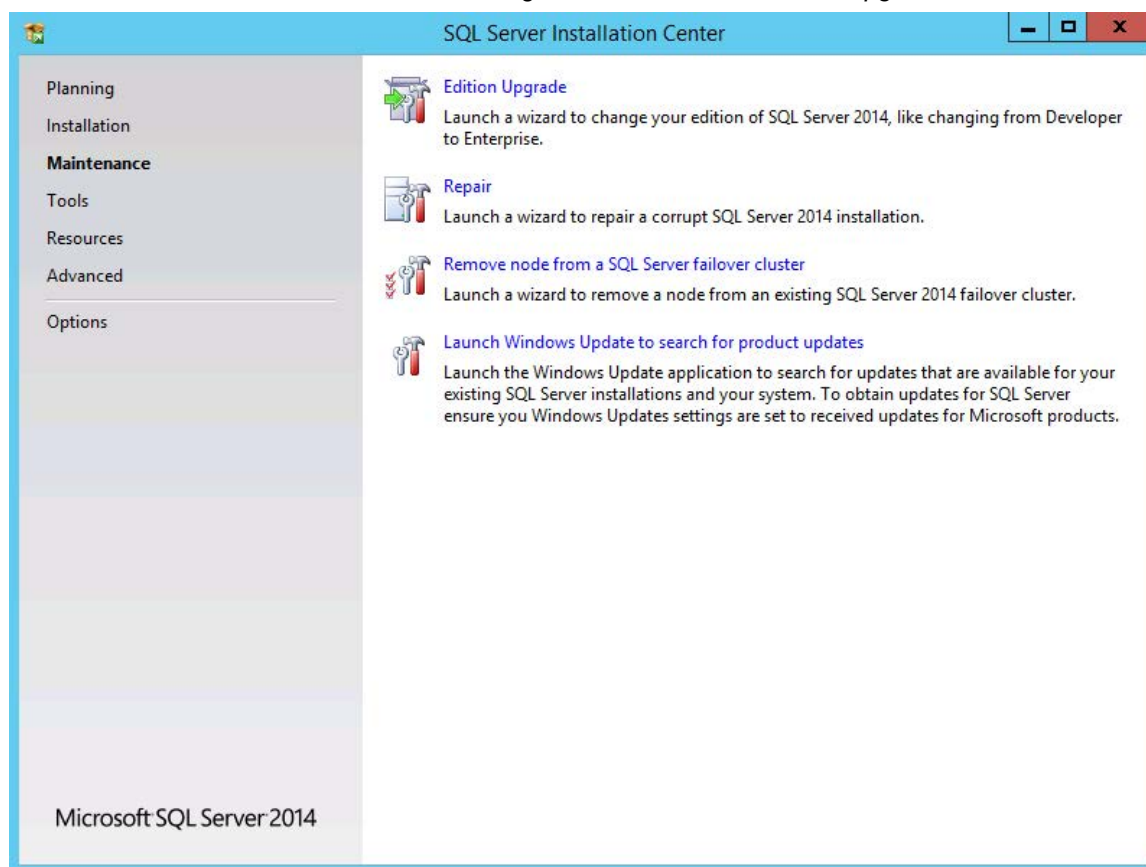 SQL Server Installation Center
Planning
Installation
Maintenance
Tools
Resources
Advanced
Options
Edition Upgrade
Launch a wizard to change your edition of SQL Server 2014, like changing from Developer
to Enterprise.
Repair
Launch a wizard to repair a corrupt SQL Server 2014 installation.
Remove node from a SQL Server failover cluster
Launch a wizard to remove a node from an existing SQL Server 2014 failover cluster.
Launch Windows Update to search for product updates
Launch the Windows Update application to search for updates that are available for your
existing SQL Server installations and your system. To obtain updates for SQL Server
ensure you Windows Updates settings are set to received updates for Microsoft products.
Microsoft SQL Server 2014